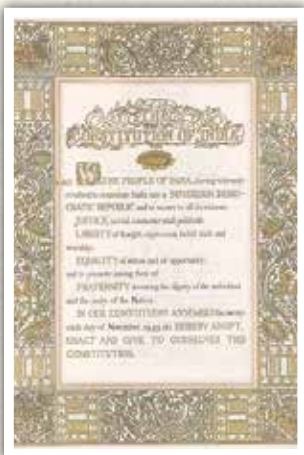 CONSTITUTION OF INDIA
WE, THE PEOPLE OF INDIA, having solemnly
resolved to constitute India into a SOVEREIGN DEMO-
CRATIC REPUBLIC and to secure to all its citizens:
JUSTICE, social, economic and political;
LIBERTY of thought, expression, belief, faith and
worship;
EQUALITY of status and of opportunity;
and to promote among them all
FRATERNITY assuring the dignity of the individual
and the unity of the Nation;
IN OUR CONSTITUENT ASSEMBLY this twenty-
sixth day of November, 1949, do HEREBY ADOPT,
ENACT AND GIVE TO OURSELVES THIS
CONSTITUTION.